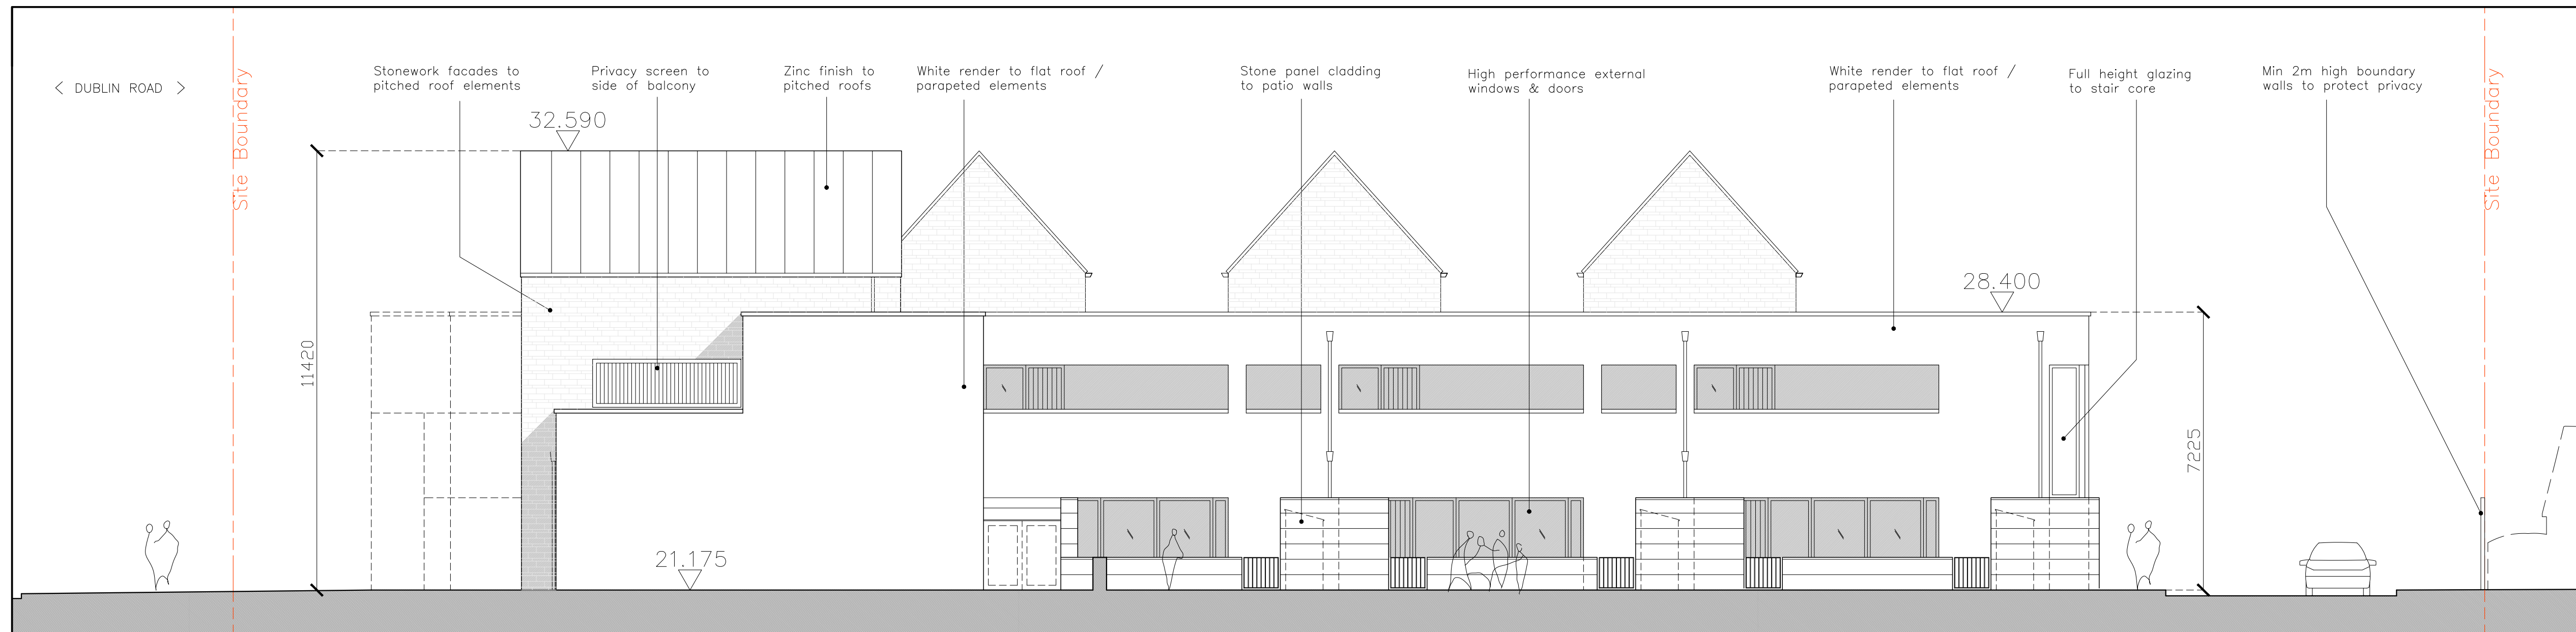 < DUBLIN ROAD >
Site Boundary
Stonework facades to
pitched roof elements
Privacy screen to
side of balcony
Zinc finish to
pitched roofs
White render to flat roof /
parapeted elements
Stone panel cladding
to patio walls
High performance external
windows & doors
White render to flat roof /
parapeted elements
Full height glazing
to stair core
Min 2m high boundary
walls to protect privacy
Site Boundary
32.590
28.400
11420
7225
21.175